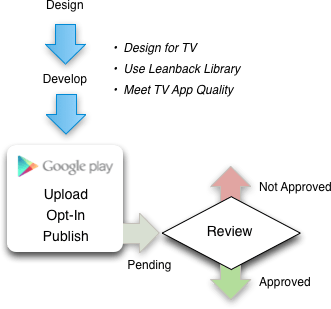 Design
• Design for TV
• Use Leanback Library
Develop
• Meet TV App Quality
Google play
Upload
Opt-In
Publish
Not Approved
Review
Pending
Approved